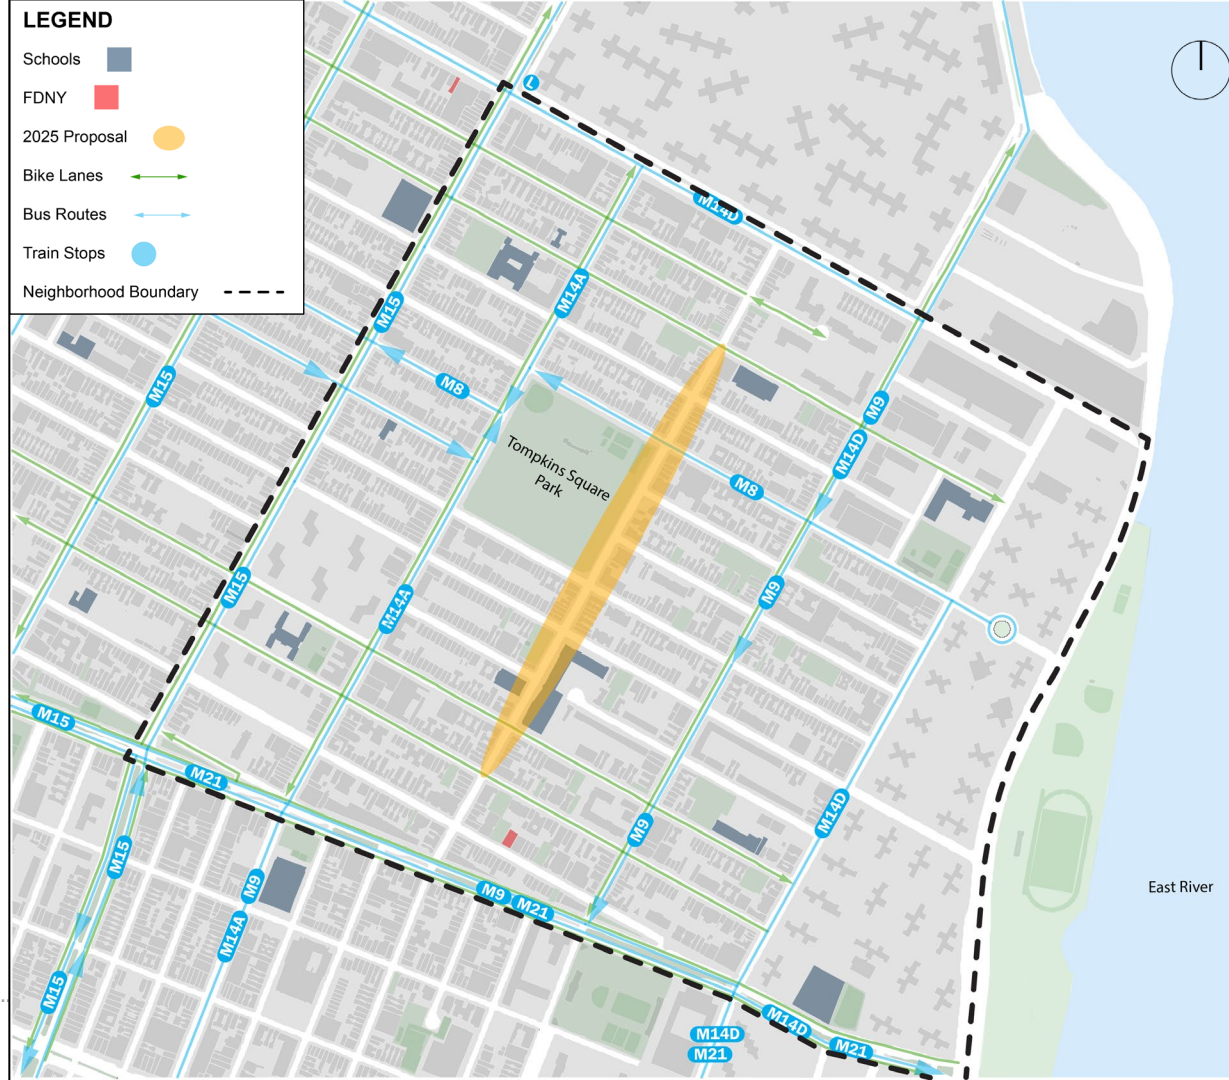 LEGEND
Schools
FDNY
2025 Proposal
Bike Lanes
Bus Routes
Train Stops
Neighborhood Boundary
L
M14D
M14A
M15
M8
M15
M9
M14D
Tompkins Square
Park
M8
M15
M14A
M9
M15
M21
M14D
M9
M15
M9
M9
M21
East River
M14A
M15
M14D
M14D
M21
M21